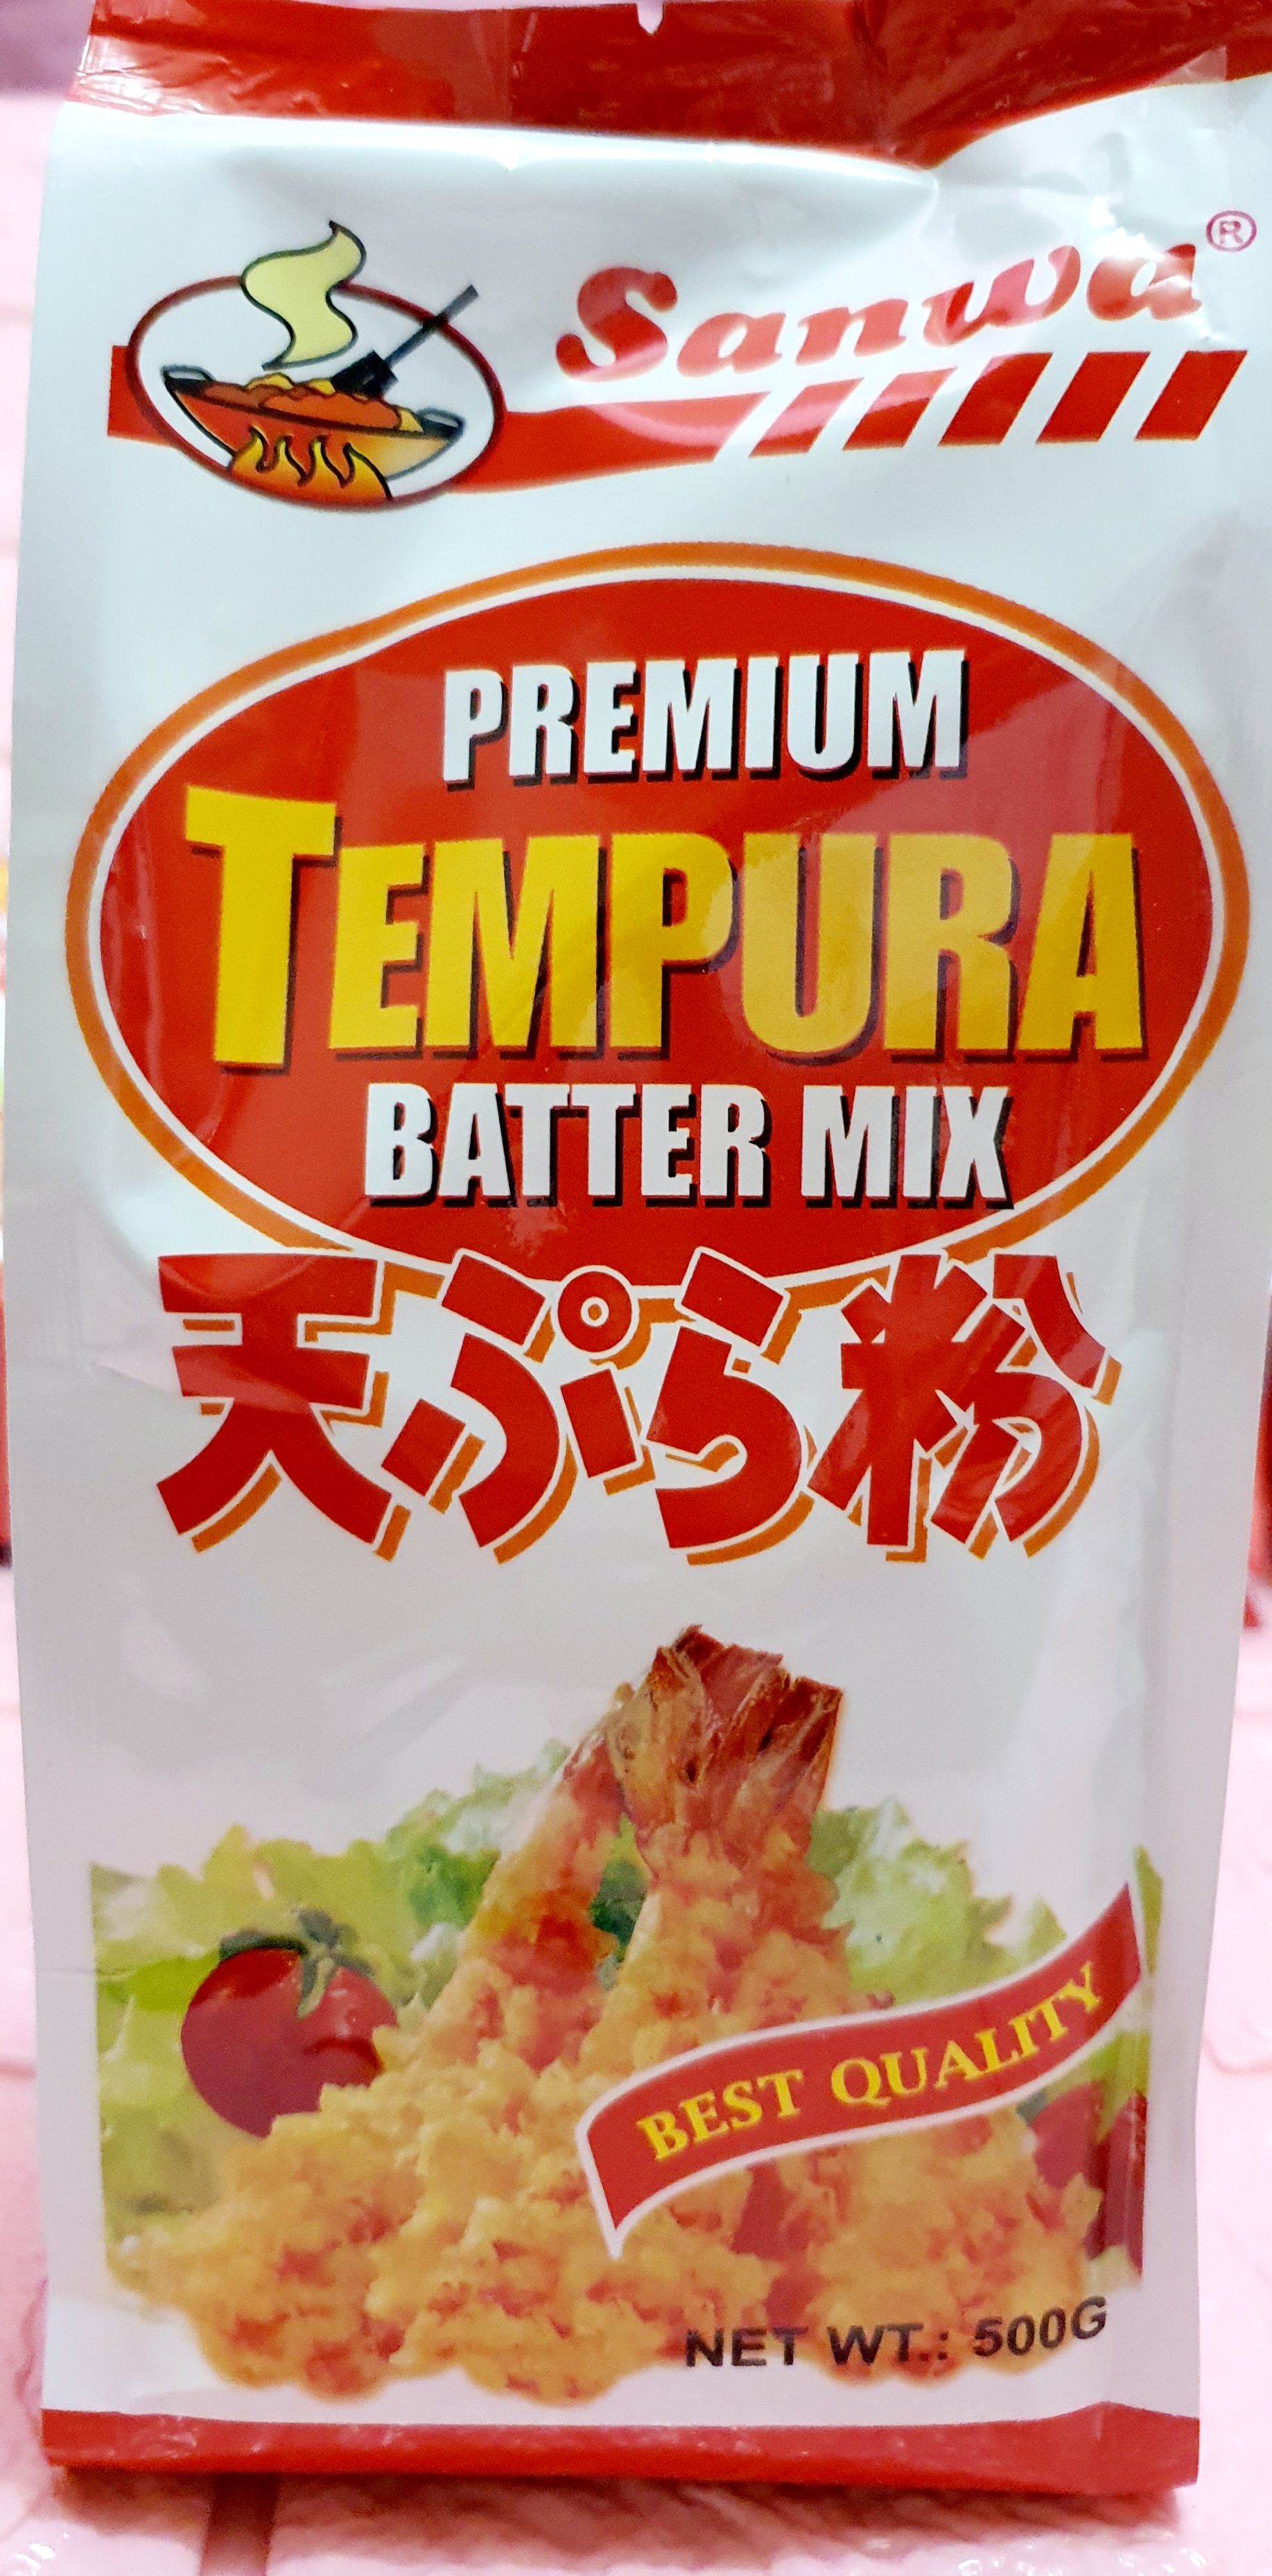 Sanwa®
PREMIUM
TEMPURA
BATTER MIX
天ぷら粉
BEST QUALITY
NET WT.: 500G